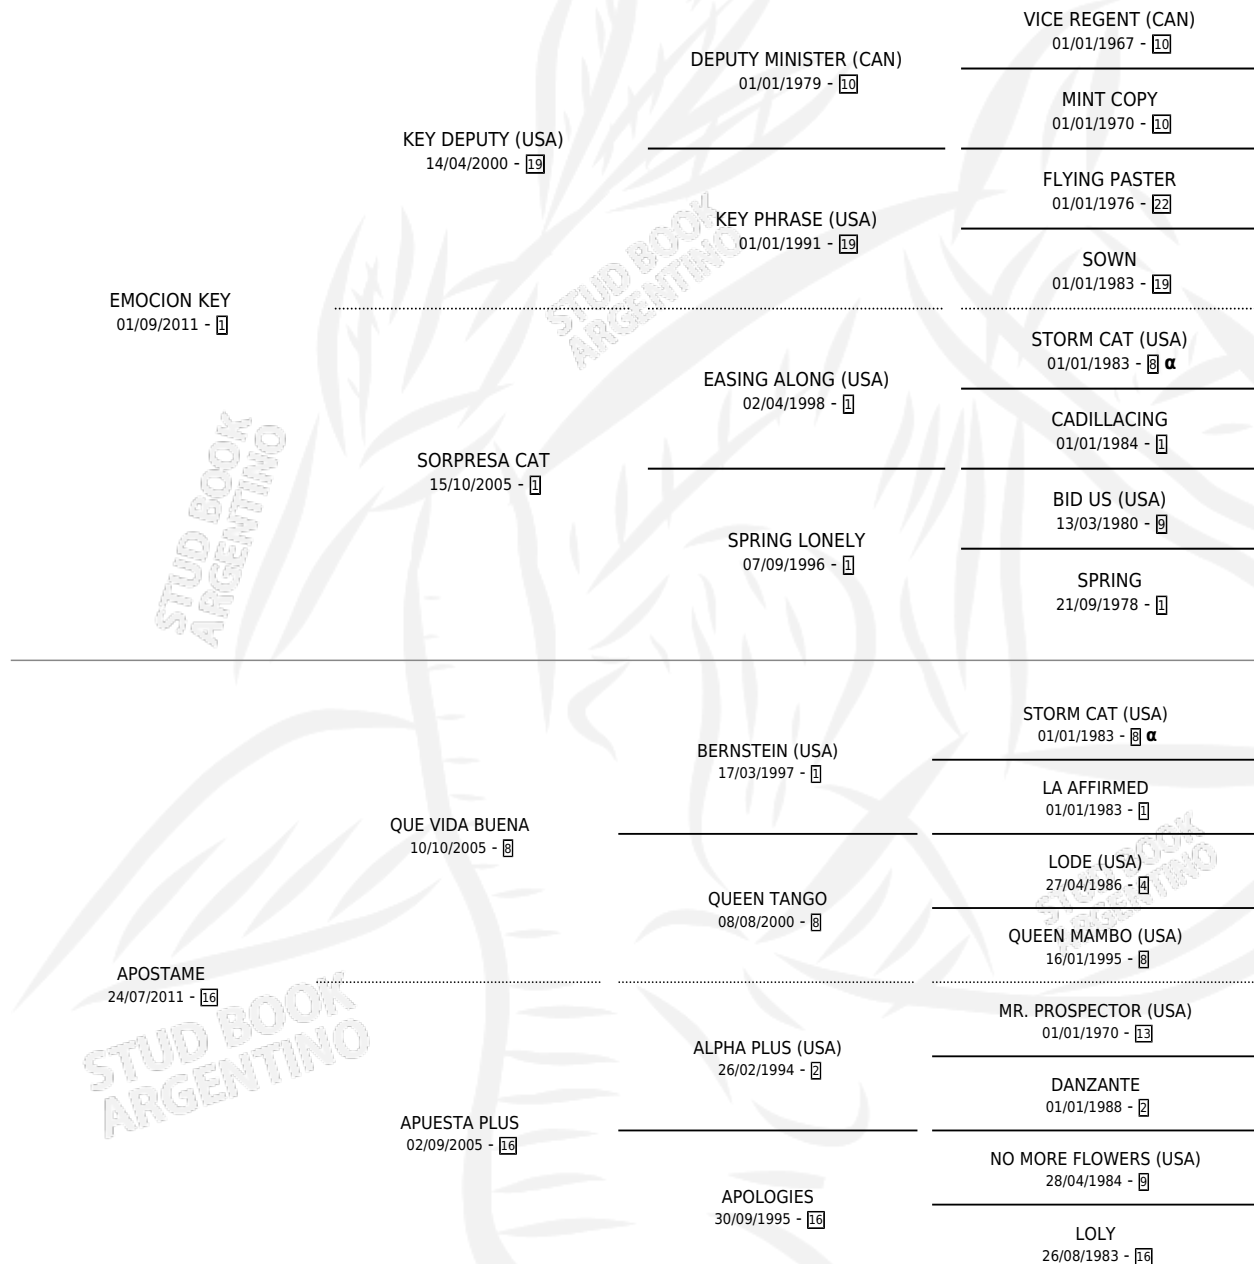 VICE REGENT (CAN)
01/01/1967 - 10
DEPUTY MINISTER (CAN)
01/01/1979 - 10
MINT COPY
01/01/1970 - 10
KEY DEPUTY (USA)
14/04/2000 - 19
FLYING PASTER
01/01/1976 - 22
KEY PHRASE (USA)
01/01/1991 - 19
SOWN
01/01/1983 - 19
EMOCION KEY
01/09/2011 - 1
STORM CAT (USA)
01/01/1983 - 8 α
EASING ALONG (USA)
02/04/1998 - 1
CADILLACING
01/01/1984 - 1
SORPRESA CAT
15/10/2005 - 1
BID US (USA)
13/03/1980 - 9
SPRING LONELY
07/09/1996 - 1
SPRING
21/09/1978 - 1
STORM CAT (USA)
01/01/1983 - 8 α
BERNSTEIN (USA)
17/03/1997 - 1
LA AFFIRMED
01/01/1983 - 1
QUE VIDA BUENA
10/10/2005 - 8
LODE (USA)
27/04/1986 - 4
QUEEN TANGO
08/08/2000 - 8
QUEEN MAMBO (USA)
16/01/1995 - 8
APOSTAME
24/07/2011 - 16
MR. PROSPECTOR (USA)
01/01/1970 - 13
ALPHA PLUS (USA)
26/02/1994 - 2
DANZANTE
01/01/1988 - 2
APUESTA PLUS
02/09/2005 - 16
NO MORE FLOWERS (USA)
28/04/1984 - 9
APOLOGIES
30/09/1995 - 16
LOLY
26/08/1983 - 16
STUD BOOK
ARGENTINO
STUD BOOK
ARGENTINO
STUD BOOK
ARGENTINO
STUD BOOK
ARGENTINO